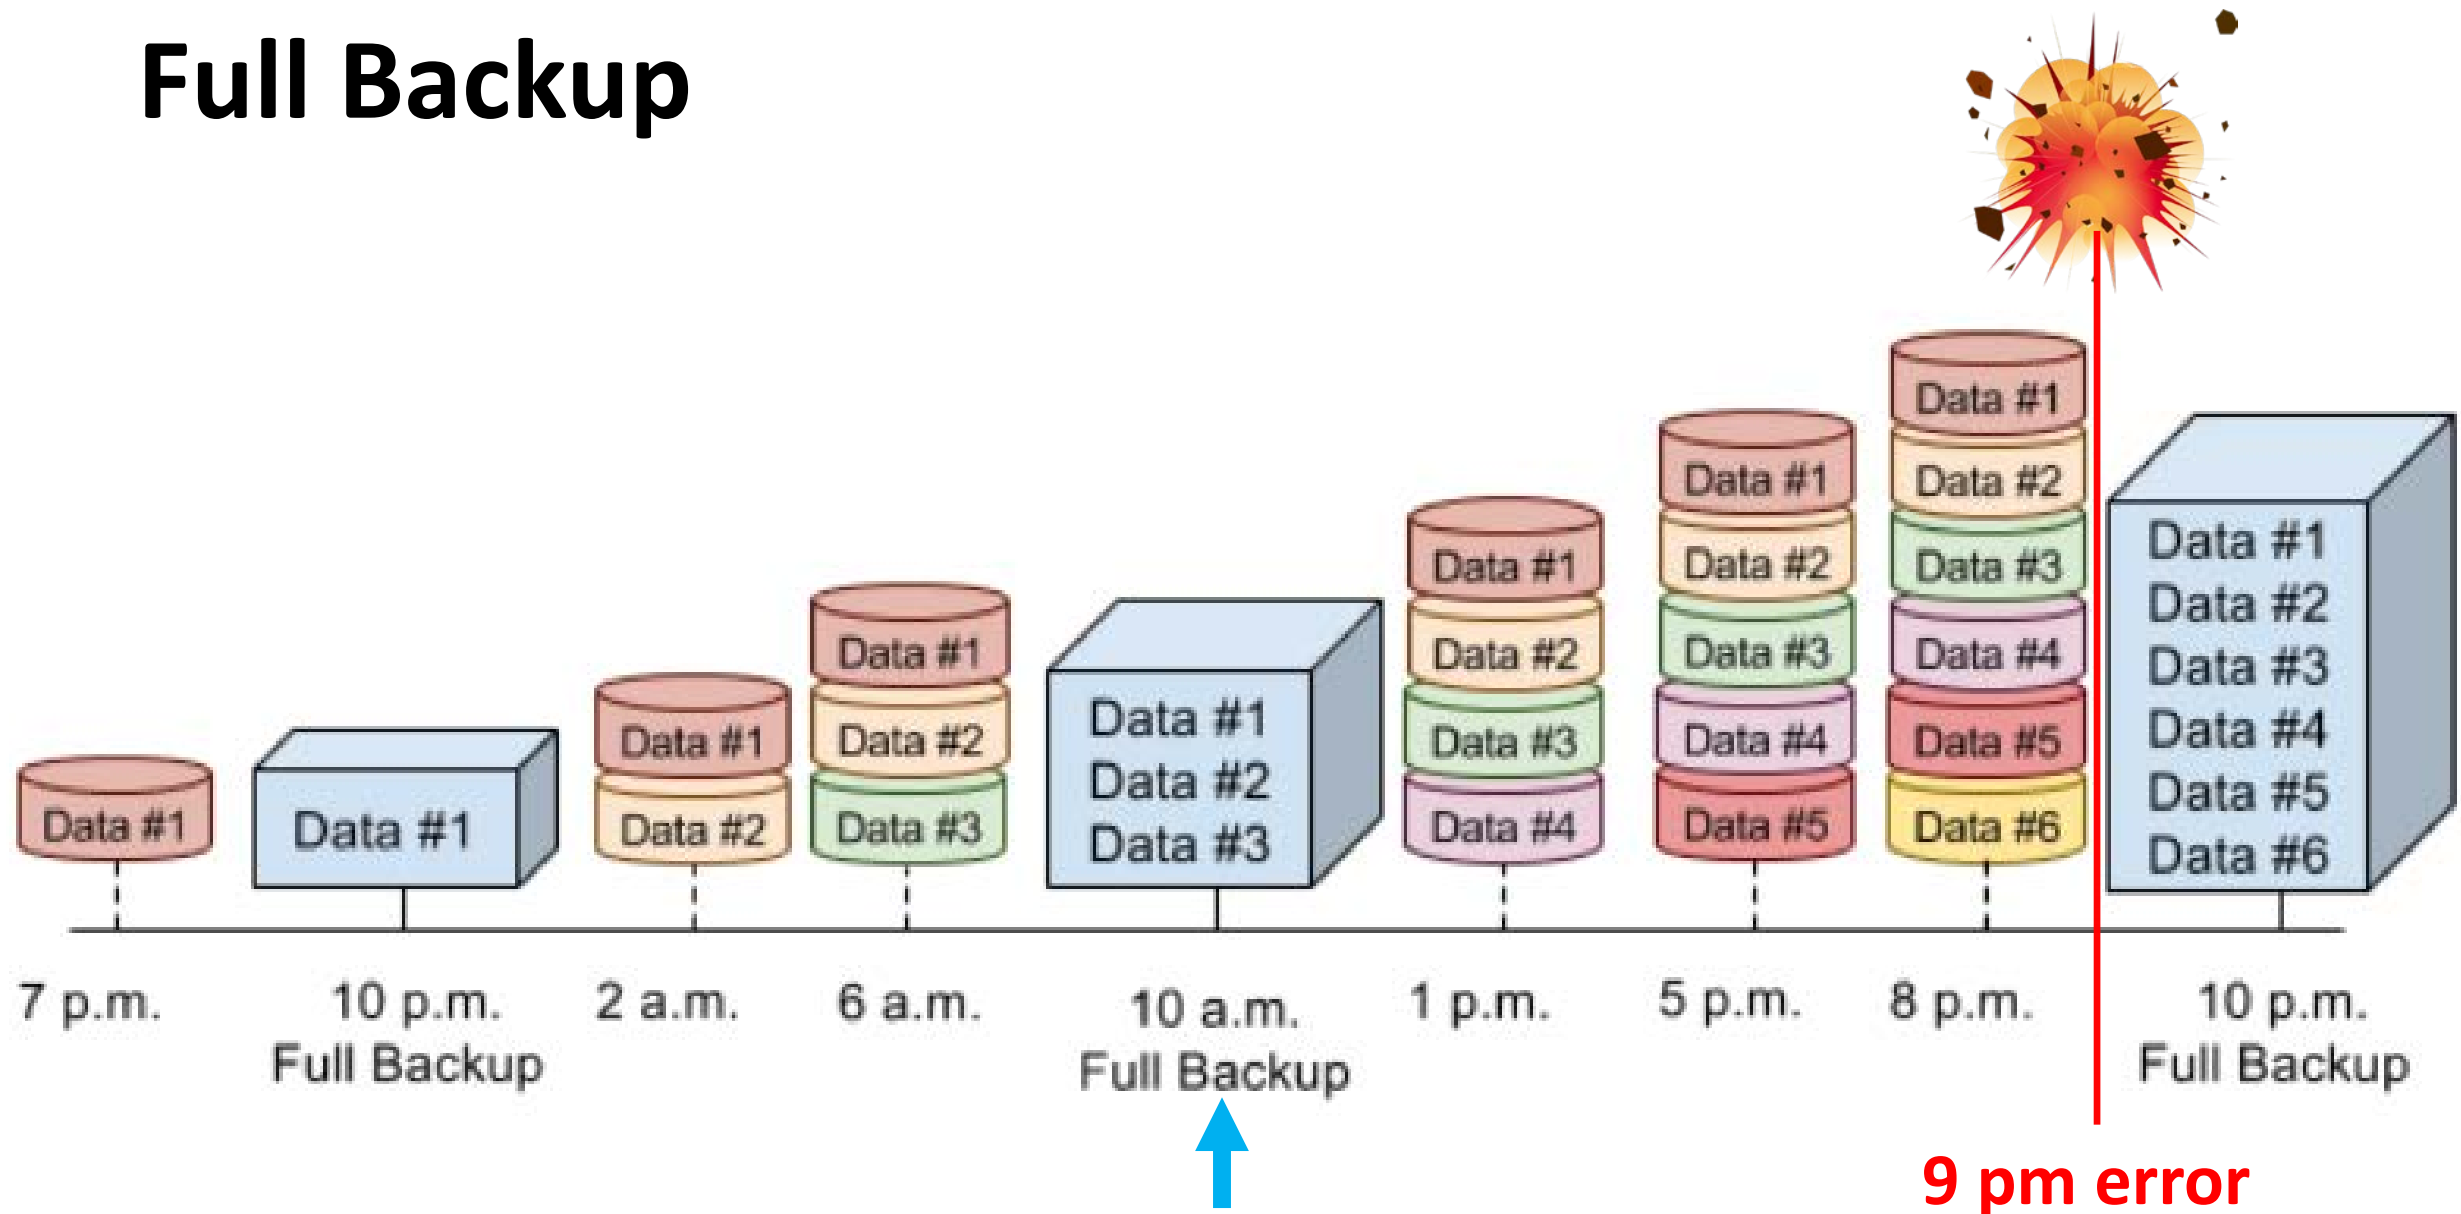 Full Backup
Data #1
Data #1
Data #1
Data #2
Data #1
Data #2
Data #3
Data #1
Data #2
Data #3
Data #1
Data #2
Data #3
Data #4
Data #1
Data #2
Data #3
Data #4
Data #5
Data #1
Data #2
Data #3
Data #4
Data #5
Data #6
Data #1
Data #2
Data #3
Data #4
Data #5
Data #6
7 p.m.
10 p.m.
Full Backup
2 a.m.
6 a.m.
10 a.m.
Full Backup
1 p.m.
5 p.m.
8 p.m.
10 p.m.
Full Backup
9 pm error